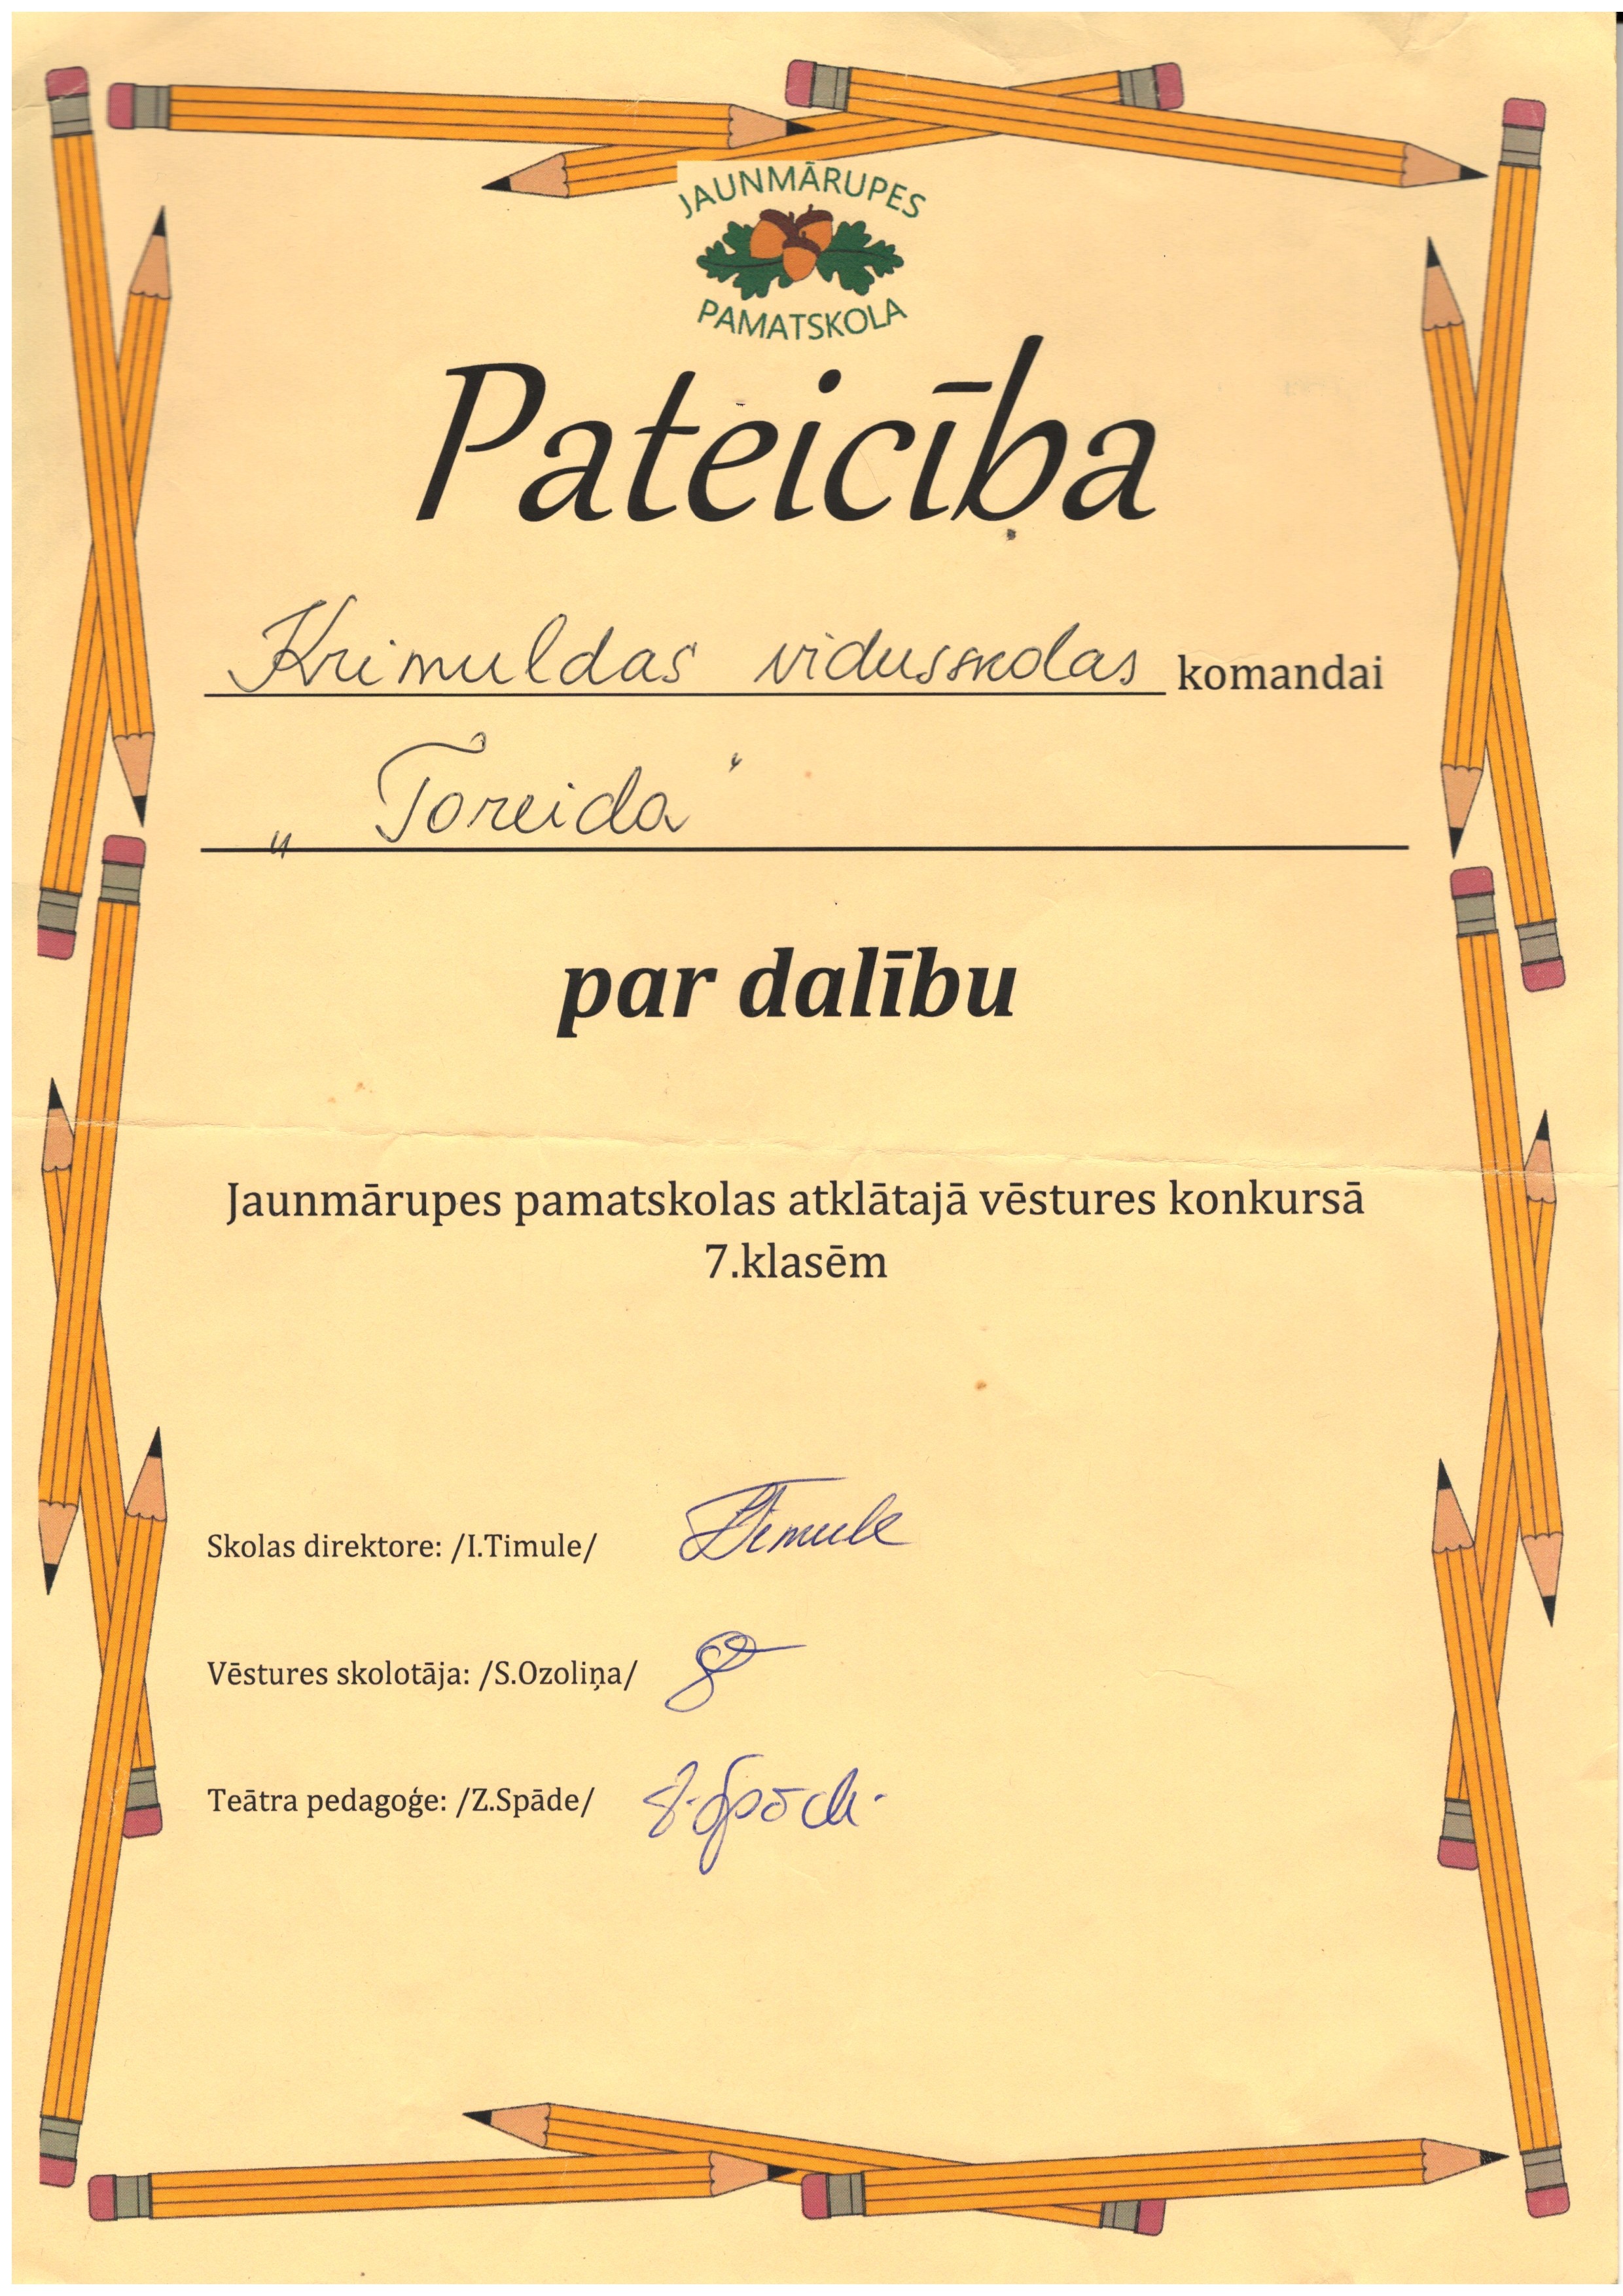 JAUNMĀRUPES
PAMATSKOLA
Pateicība
Krimuldas vidusskolas komandai
„ Toreida "
par dalību
Jaunmārupes pamatskolas atklātajā vēstures konkursā
7.klasēm
Skolas direktore: /I.Timule/ ITimule
Vēstures skolotāja: /S.Ozoliņa/
Teātra pedagoģe: /Z.Spāde/